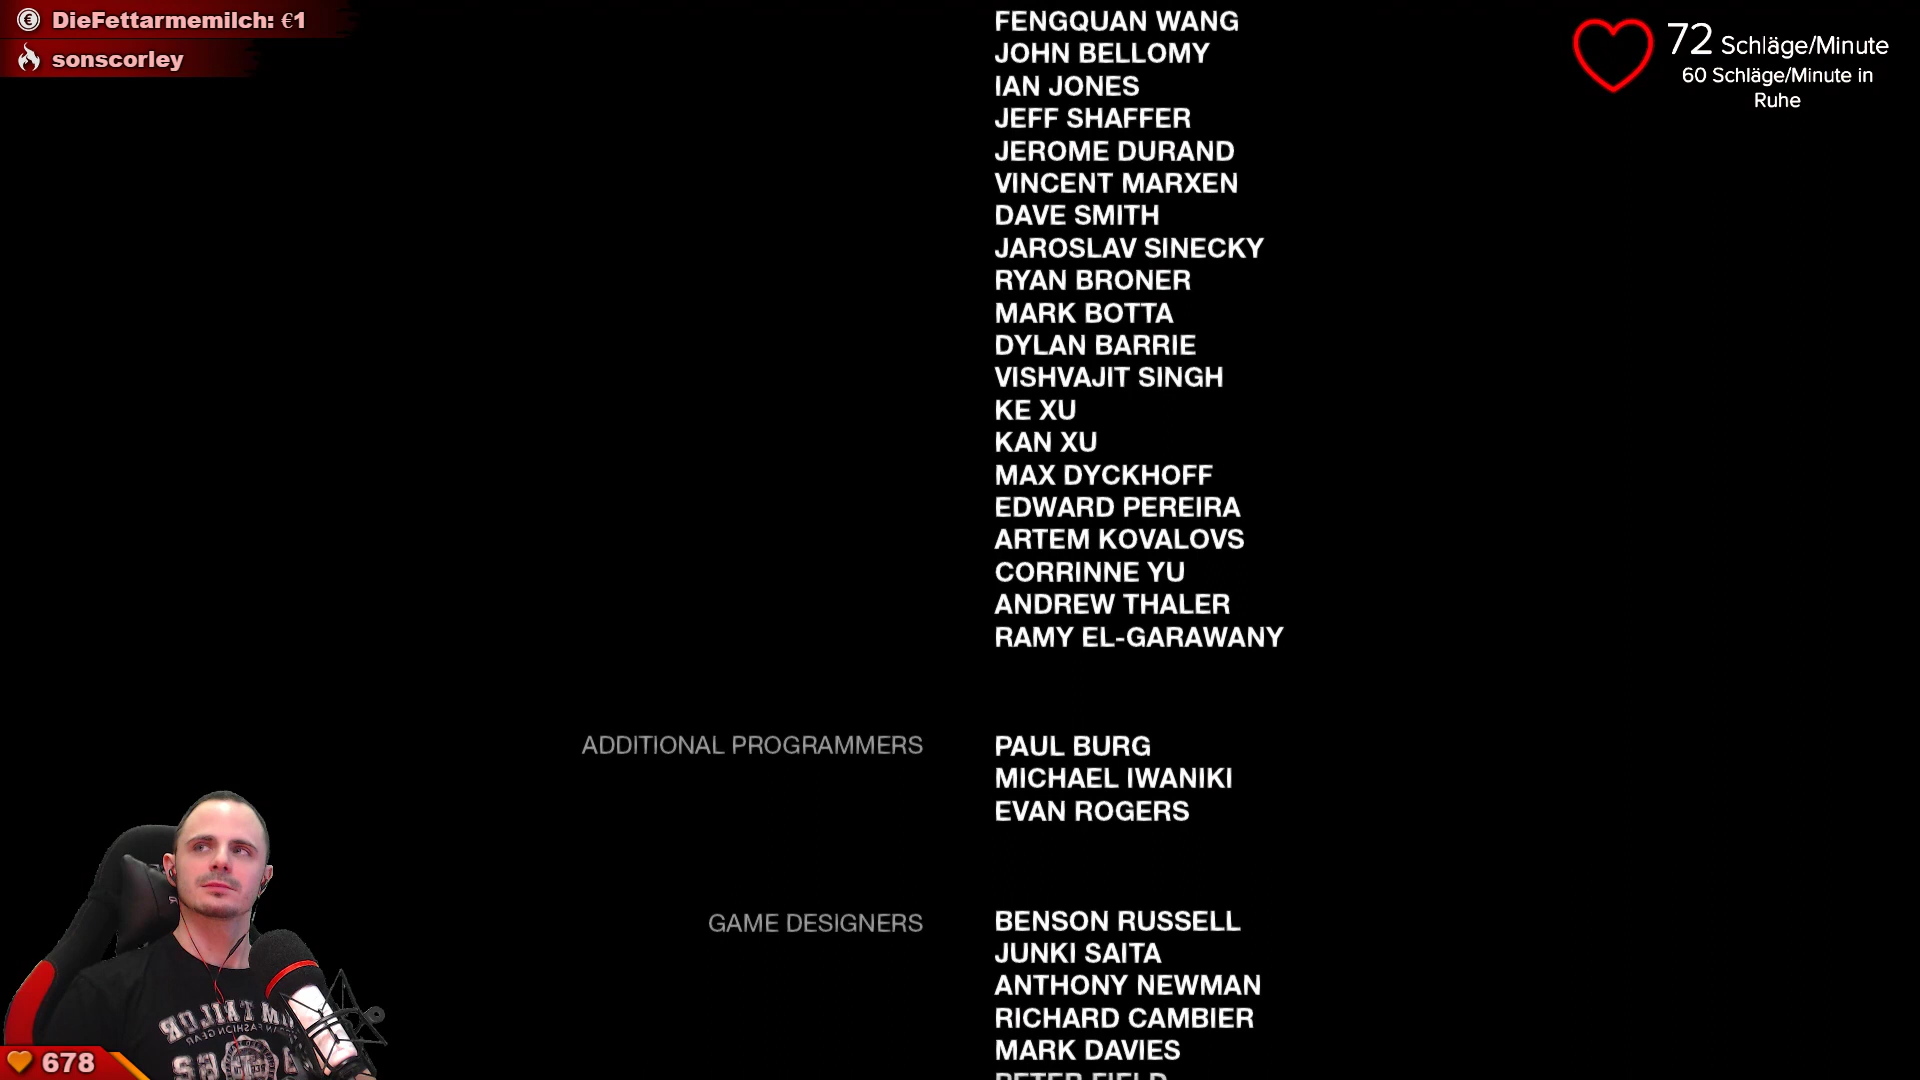 DieFettarmemilch: €1
sonscorley
72 Schläge/Minute
60 Schläge/Minute in
Ruhe
FENGQUAN WANG
JOHN BELLOMY
IAN JONES
JEFF SHAFFER
JEROME DURAND
VINCENT MARXEN
DAVE SMITH
JAROSLAV SINECKY
RYAN BRONER
MARK BOTTA
DYLAN BARRIE
VISHVAJIT SINGH
KE XU
KAN XU
MAX DYCKHOFF
EDWARD PEREIRA
ARTEM KOVALOVS
CORRINNE YU
ANDREW THALER
RAMY EL-GARAWANY
ADDITIONAL PROGRAMMERS
PAUL BURG
MICHAEL IWANIKI
EVAN ROGERS
GAME DESIGNERS
BENSON RUSSELL
JUNKI SAITA
ANTHONY NEWMAN
RICHARD CAMBIER
MARK DAVIES
PETER FIELD
678